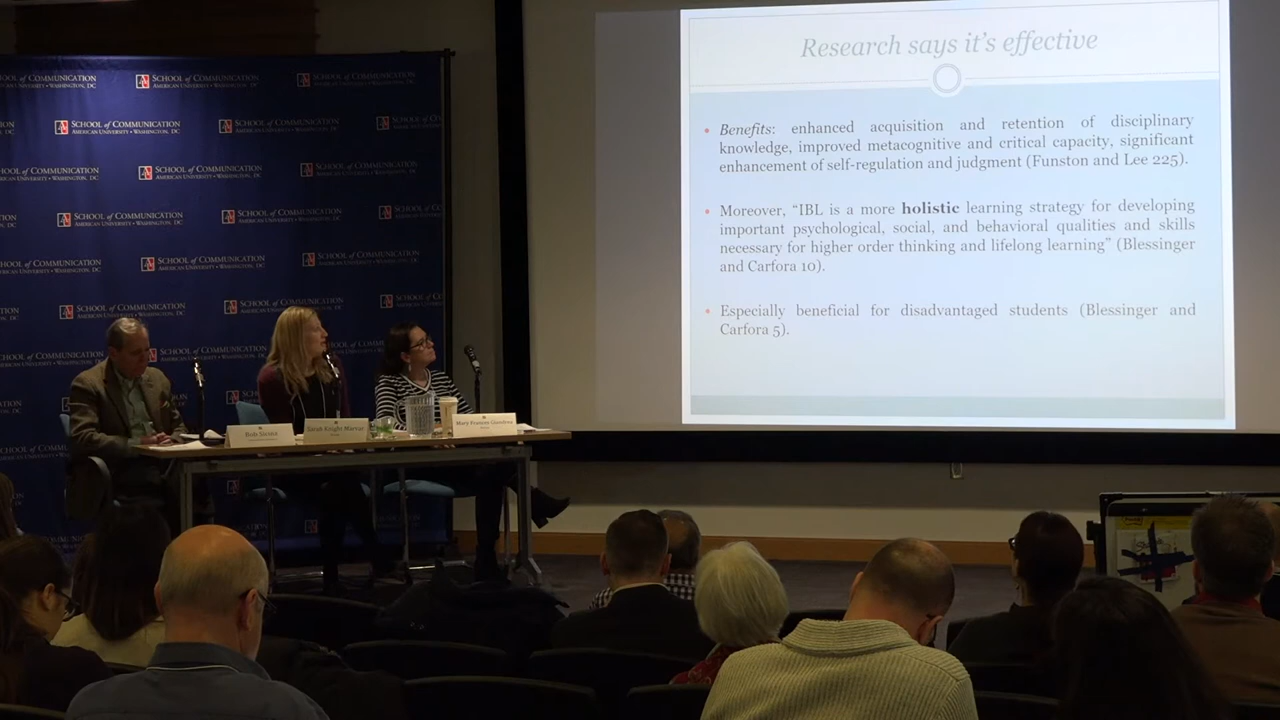 Research says it's effective
• Benefits: enhanced acquisition and retention of disciplinary
knowledge, improved metacognitive and critical capacity, significant
enhancement of self-regulation and judgment (Funston and Lee 225).
• Moreover, “IBL is a more holistic learning strategy for developing
important psychological, social, and behavioral qualities and skills
necessary for higher order thinking and lifelong learning” (Blessinger
and Carfora 10).
• Especially beneficial for disadvantaged students (Blessinger and
Carfora 5).
SCHOOL of COMMUNICATION
AMERICAN UNIVERSITY • WASHINGTON, DC
Mary Frances